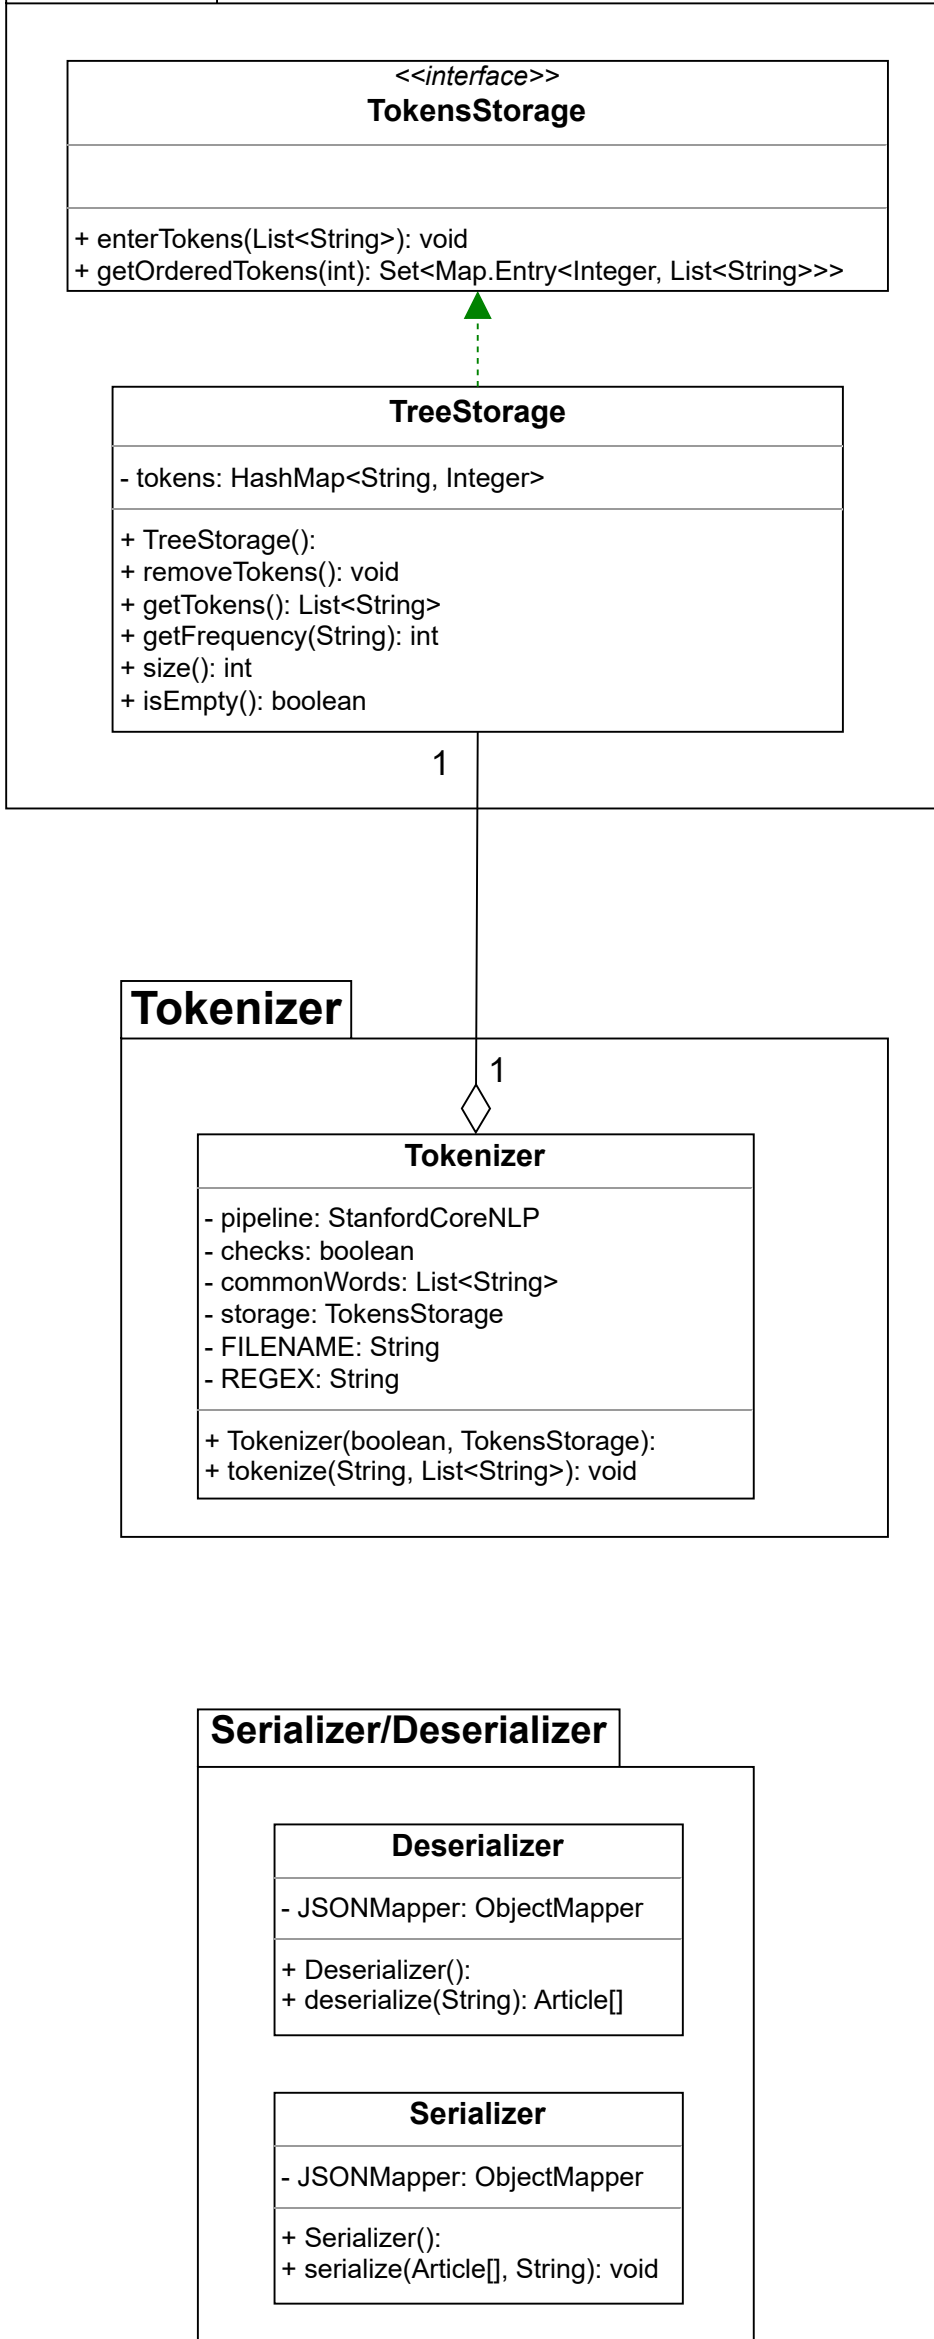 <<interface>>
TokensStorage
+ enterTokens(List<String>): void
+ getOrderedTokens(int): Set<Map.Entry<Integer, List<String>>>
TreeStorage
- tokens: HashMap<String, Integer>
+ TreeStorage():
+ removeTokens(): void
+ getTokens(): List<String>
+ getFrequency(String): int
+ size(): int
+ isEmpty(): boolean
1
Tokenizer
1
Tokenizer
- pipeline: StanfordCoreNLP
- checks: boolean
- commonWords: List<String>
- storage: TokensStorage
- FILENAME: String
- REGEX: String
+ Tokenizer(boolean, TokensStorage):
+ tokenize(String, List<String>): void
Serializer/Deserializer
Deserializer
- JSONMapper: ObjectMapper
+ Deserializer():
+ deserialize(String): Article[]
Serializer
- JSONMapper: ObjectMapper
+ Serializer():
+ serialize(Article[], String): void